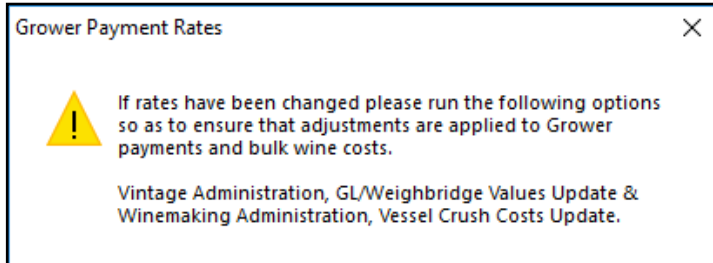 Grower Payment Rates
If rates have been changed please run the following options
so as to ensure that adjustments are applied to Grower
payments and bulk wine costs.
Vintage Administration, GL/Weighbridge Values Update &
Winemaking Administration, Vessel Crush Costs Update.